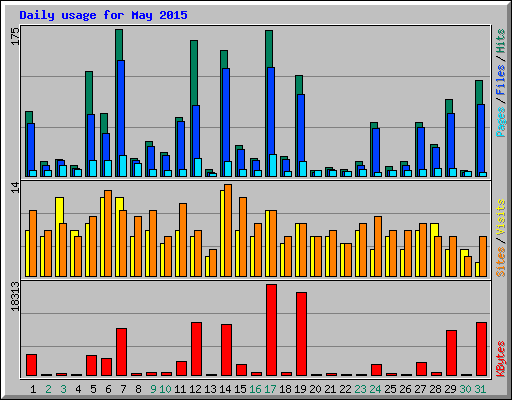 Daily usage for May 2015
175
Pages / Files / Hits
14
Sites / Visits
18313
KBytes
1 2 3 4 5 6 7 8 9 10 11 12 13 14 15 16 17 18 19 20 21 22 23 24 25 26 27 28 29 30 31